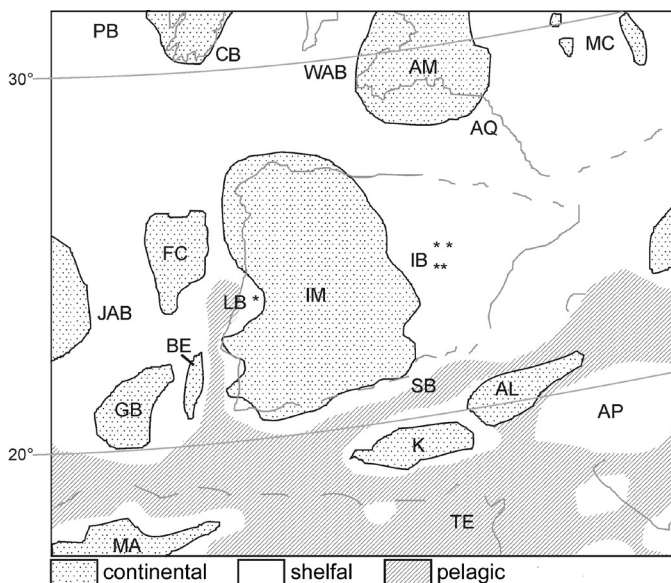 PB
CB
WAB
AM
MC
30°
AQ
FC
IB
* *
**
LB *
IM
JAB
BE
SB
AL
GB
AP
K
20°
TE
MA
continental
shelfal
pelagic